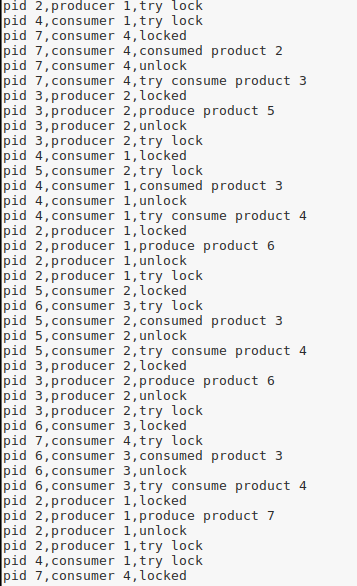 pid 2,producer 1,try lock
pid 4,consumer 1,try lock
pid 7,consumer 4,locked
pid 7,consumer 4,consumed product 2
pid 7,consumer 4,unlock
pid 7,consumer 4,try consume product 3
pid 3,producer 2,locked
pid 3,producer 2,produce product 5
pid 3,producer 2,unlock
pid 3,producer 2,try lock
pid 4,consumer 1,locked
pid 5,consumer 2,try lock
pid 4,consumer 1,consumed product 3
pid 4,consumer 1,unlock
pid 4,consumer 1,try consume product 4
pid 2,producer 1,locked
pid 2,producer 1,produce product 6
pid 2,producer 1,unlock
pid 2,producer 1,try lock
pid 5,consumer 2,locked
pid 6,consumer 3,try lock
pid 5,consumer 2,consumed product 3
pid 5,consumer 2,unlock
pid 5,consumer 2,try consume product 4
pid 3,producer 2,locked
pid 3,producer 2,produce product 6
pid 3,producer 2,unlock
pid 3,producer 2,try lock
pid 6,consumer 3,locked
pid 7,consumer 4,try lock
pid 6,consumer 3,consumed product 3
pid 6,consumer 3,unlock
pid 6,consumer 3,try consume product 4
pid 2,producer 1,locked
pid 2,producer 1,produce product 7
pid 2,producer 1,unlock
pid 2,producer 1,try lock
pid 4,consumer 1,try lock
pid 7,consumer 4,locked